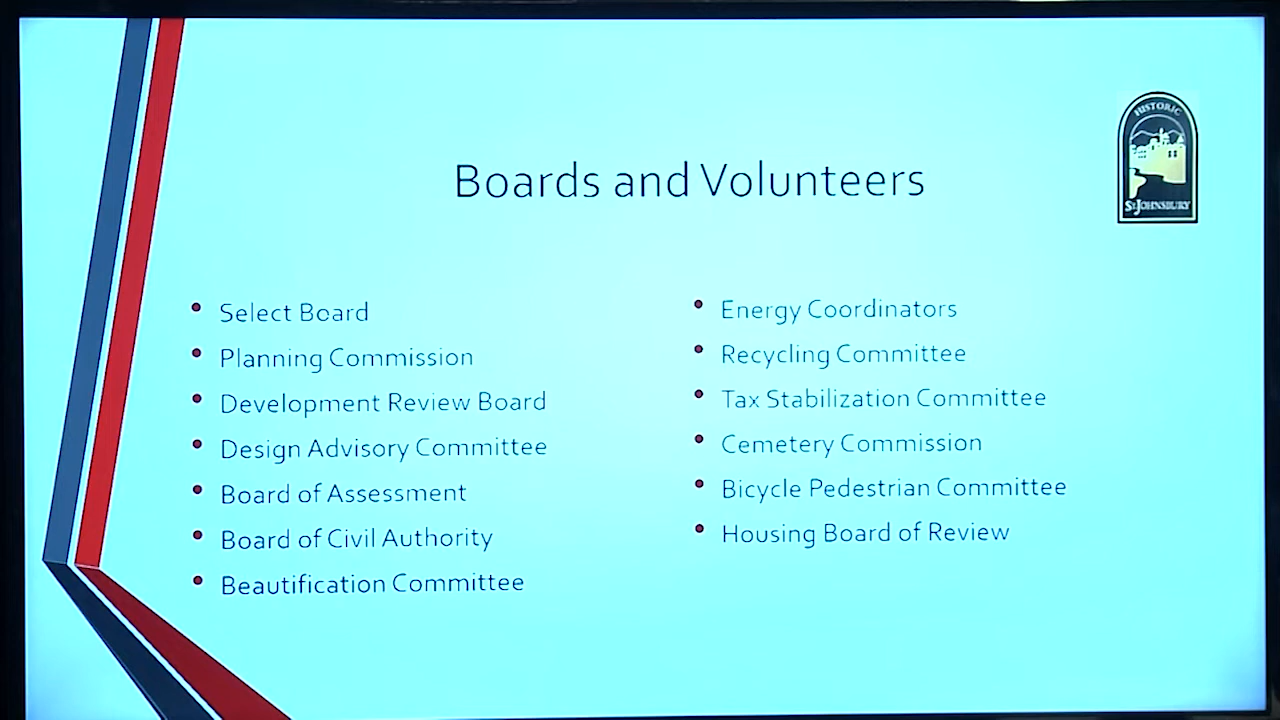 HISTORIC
ST. JOHNSBURY
Boards and Volunteers
Select Board
Planning Commission
Development Review Board
Design Advisory Committee
Board of Assessment
Board of Civil Authority
Beautification Committee
Energy Coordinators
Recycling Committee
Tax Stabilization Committee
Cemetery Commission
Bicycle Pedestrian Committee
Housing Board of Review